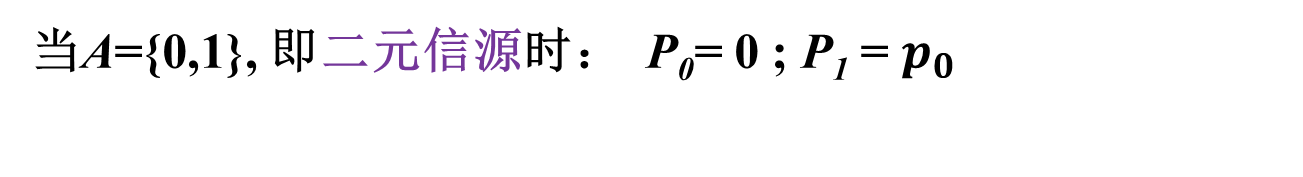 当A={0,1}, 即二元信源时： P₀= 0 ; P₁ = p₀